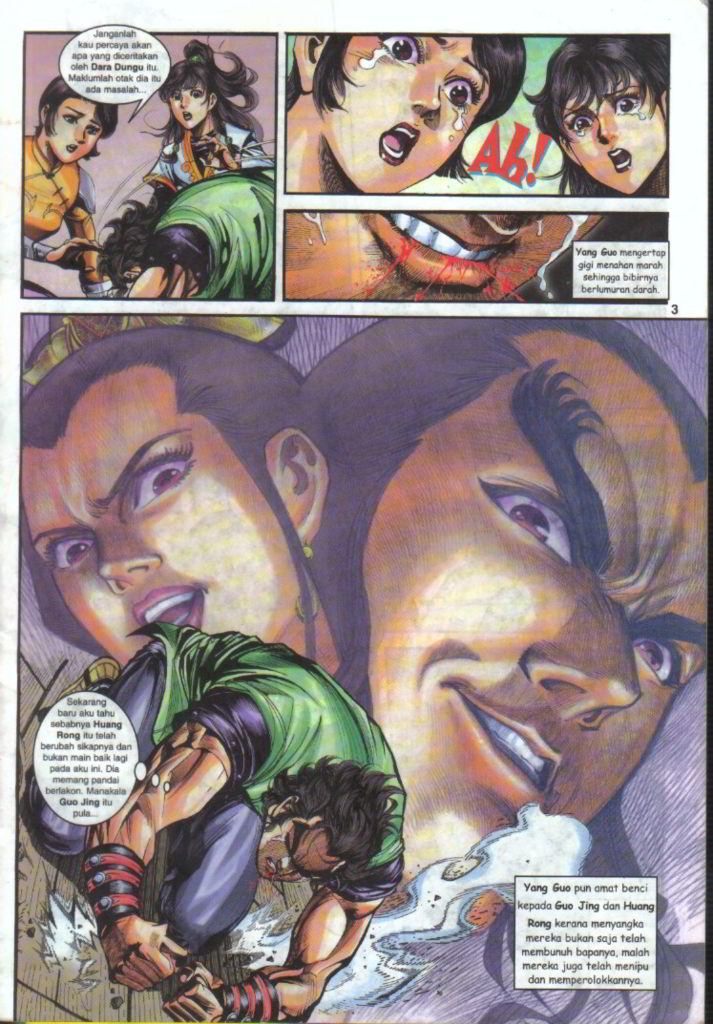 Janganlah
kau percaya akan
apa yang diceritakan
oleh Dara Dungu itu.
Maklumlah otak dia itu
ada masalah...
Ah!
Yang Guo mengertap
gigi menahan marah
sehingga bibirnya
berlumuran darah.
3
Sekarang
baru aku tahu
sebabnya Huang
Rong itu telah
berubah sikapnya dan
bukan main baik lagi
pada aku ini. Dia
memang pandai
berlakon. Manakala
Guo Jing itu
pula...
Yang Guo pun amat benci
kepada Guo Jing dan Huang
Rong kerana menyangka
mereka bukan saja telah
membunuh bapanya, malah
mereka juga telah menipu
dan memperolokkannya.